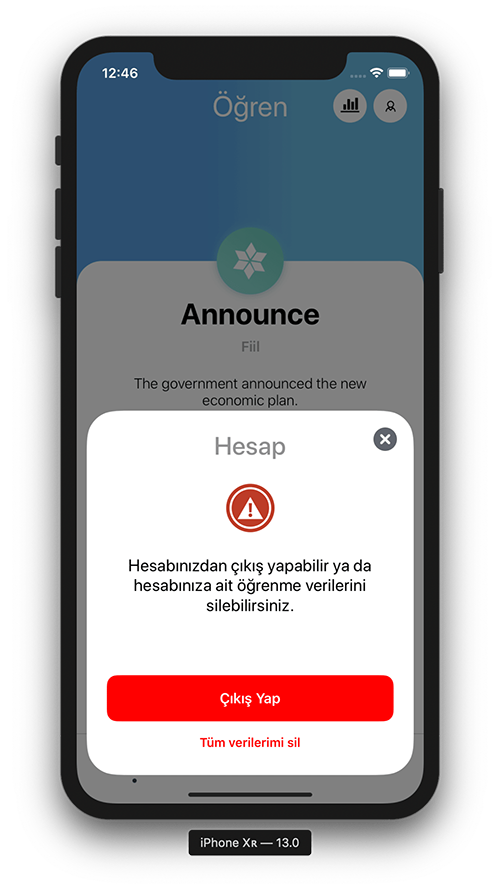 12:46
Öğren
Announce
Fiil
The government announced the new
economic plan.
Hesap
Hesabınızdan çıkış yapabilir ya da
hesabınıza ait öğrenme verilerini
silebilirsiniz.
Çıkış Yap
Tüm verilerimi sil
iPhone Xʀ — 13.0